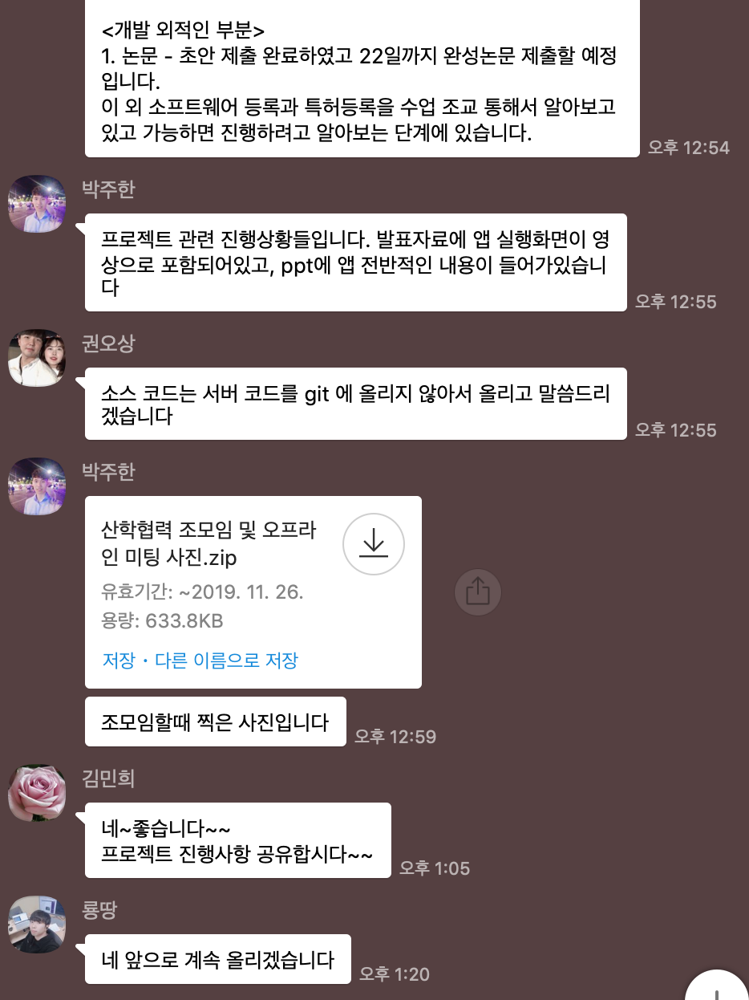 <개발 외적인 부분>
1. 논문 - 초안 제출 완료하였고 22일까지 완성논문 제출할 예정
입니다.
이 외 소프트웨어 등록과 특허등록을 수업 조교 통해서 알아보고
있고 가능하면 진행하려고 알아보는 단계에 있습니다.
오후 12:54
박주한
프로젝트 관련 진행상황들입니다. 발표자료에 앱 실행화면이 영
상으로 포함되어있고, ppt에 앱 전반적인 내용이 들어가있습니
다
오후 12:55
권오상
소스 코드는 서버 코드를 git 에 올리지 않아서 올리고 말씀드리
겠습니다
오후 12:55
박주한
산학협력 조모임 및 오프라
인 미팅 사진.zip
유효기간: ~2019. 11. 26.
용량: 633.8KB
저장 · 다른 이름으로 저장
조모임할때 찍은 사진입니다
오후 12:59
김민희
네~좋습니다~~
프로젝트 진행사항 공유합시다~~
오후 1:05
룡땅
네 앞으로 계속 올리겠습니다
오후 1:20